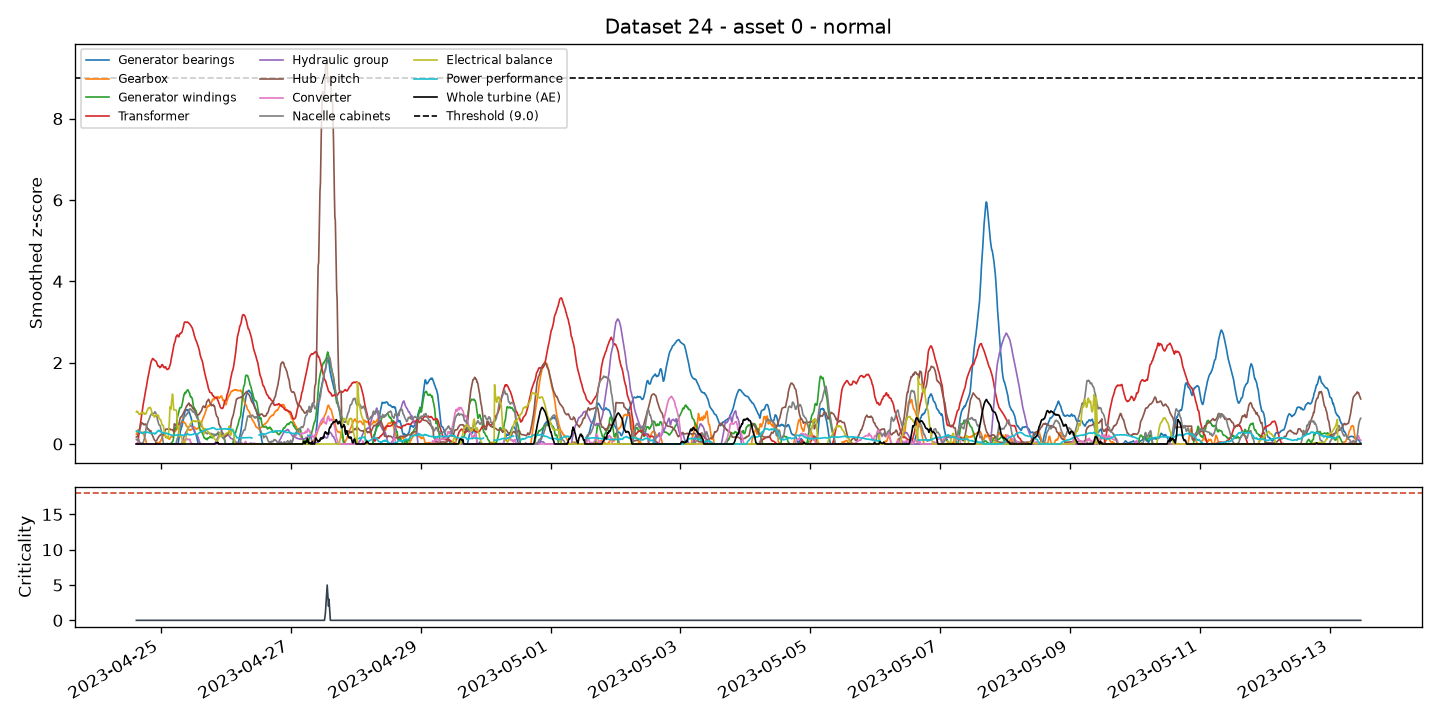 Dataset 24 - asset 0 - normal
Generator bearings
Gearbox
Generator windings
Transformer
Hydraulic group
Hub / pitch
Converter
Nacelle cabinets
Electrical balance
Power performance
Whole turbine (AE)
Threshold (9.0)
Smoothed z-score
8
6
4
2
0
Criticality
15
10
5
0
2023-04-25
2023-04-27
2023-04-29
2023-05-01
2023-05-03
2023-05-05
2023-05-07
2023-05-09
2023-05-11
2023-05-13